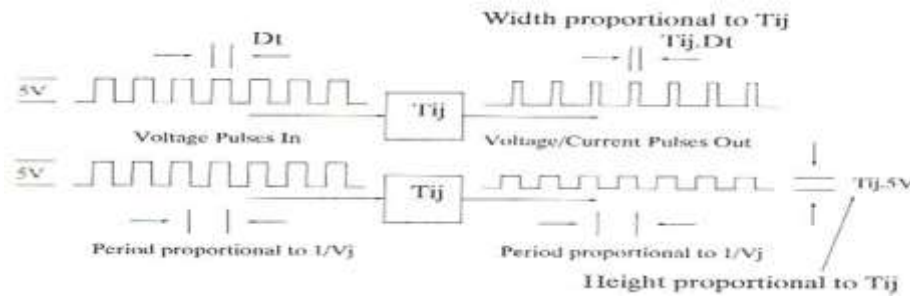 Width proportional to Tij
Dt
Tij.Dt
5V
Tij
Voltage Pulses In
Voltage/Current Pulses Out
5V
Tij
Tij.5V
Period proportional to 1/Vj
Period proportional to 1/Vj
Height proportional to Tij